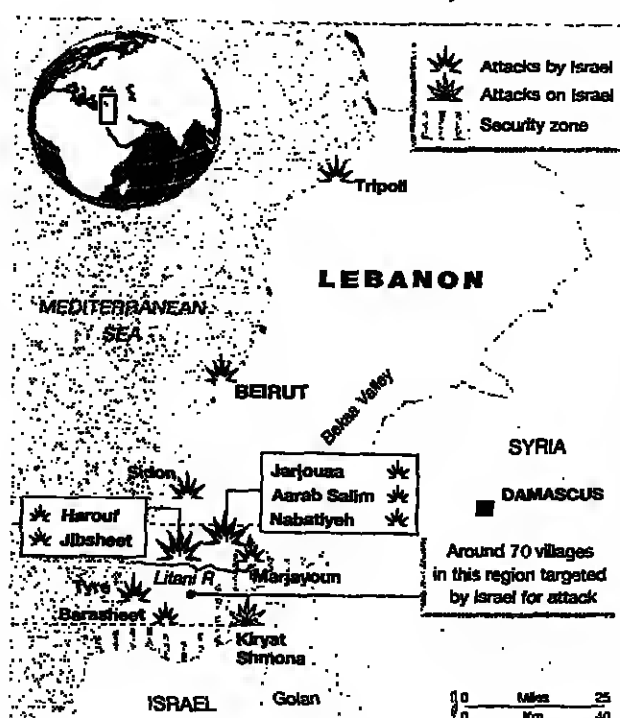 Attacks by Israel
Attacks on Israel
Security zone
Tripoli
LEBANON
MEDITERRANEAN
SEA
BEIRUT
Bekaa Valley
SYRIA
Sidon
Jarjouaa
Aarab Salim
Nabatiyeh
DAMASCUS
Harouf
Jibsheet
Around 70 villages
in this region targeted
by Israel for attack
Litani R
Marjayoun
Tyre
Barasheet
Kiryat
Shmona
ISRAEL
Golan
0 Miles 25
0 Km 40